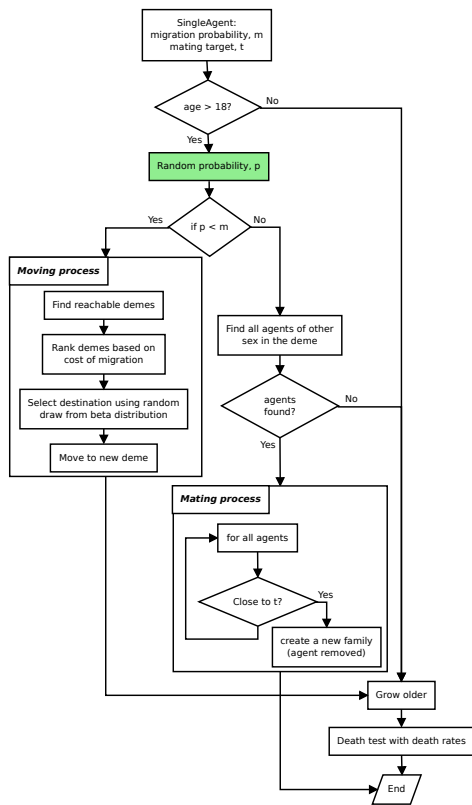 SingleAgent:
migration probability, m
mating target, t
age > 18?
No
Yes
Random probability, p
if p < m
Yes
No
Moving process
Find reachable demes
Rank demes based on
cost of migration
Select destination using random
draw from beta distribution
Move to new deme
Find all agents of other
sex in the deme
agents
found?
No
Yes
Mating process
for all agents
Close to t?
Yes
create a new family
(agent removed)
Grow older
Death test with death rates
End